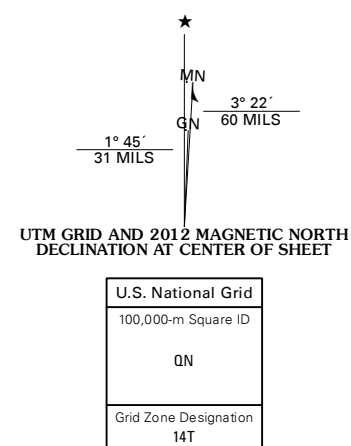 ★
MN
3° 22´
60 MILS
GN
1° 45´
31 MILS
UTM GRID AND 2012 MAGNETIC NORTH
DECLINATION AT CENTER OF SHEET
U.S. National Grid
100,000-m Square ID
QN
Grid Zone Designation
14T